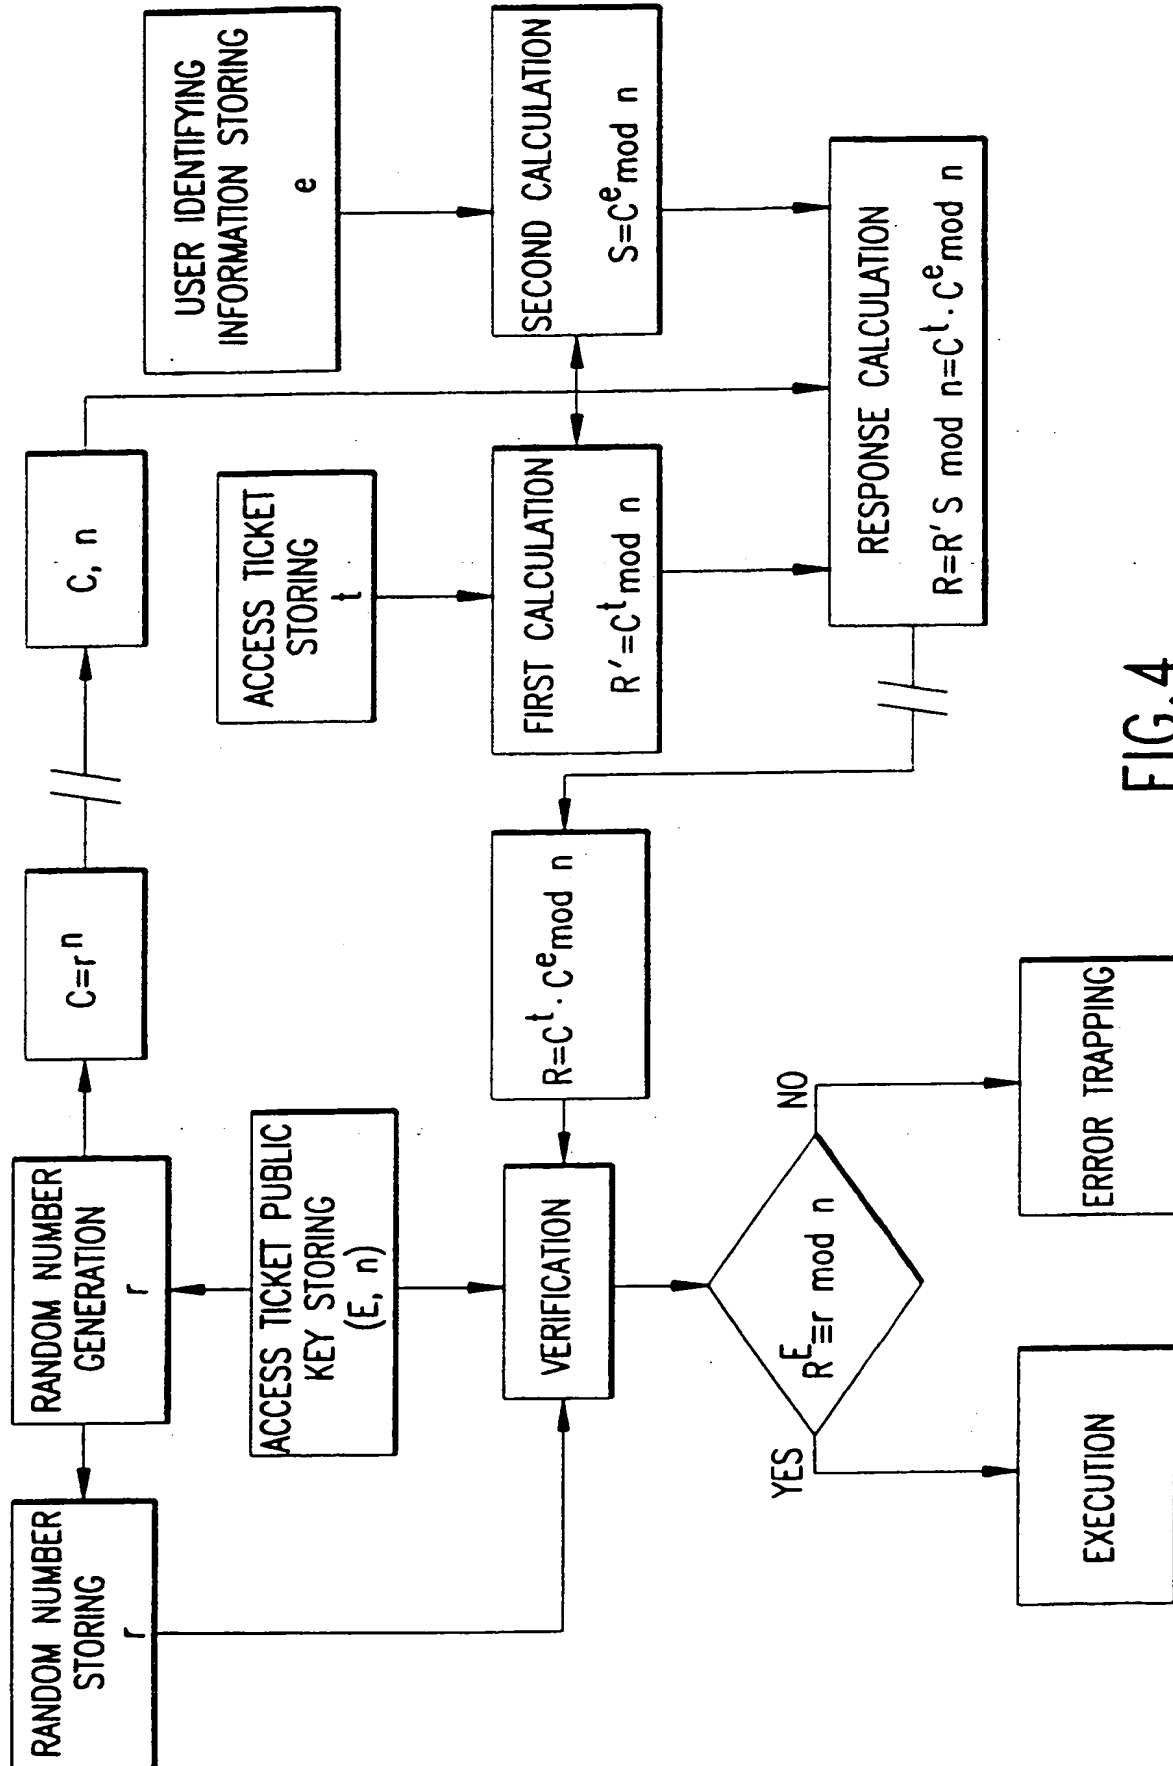 RANDOM NUMBER
STORING
r
RANDOM NUMBER
GENERATION
r
C=r^n
C, n
ACCESS TICKET PUBLIC
KEY STORING
(E, n)
ACCESS TICKET
STORING
t
USER IDENTIFYING
INFORMATION STORING
e
VERIFICATION
R=C^t·C^e mod n
FIRST CALCULATION
R′=C^t mod n
SECOND CALCULATION
S=C^e mod n
R^E≡r mod n
YES
NO
RESPONSE CALCULATION
R=R′S mod n=C^t·C^e mod n
EXECUTION
ERROR TRAPPING
FIG. 4